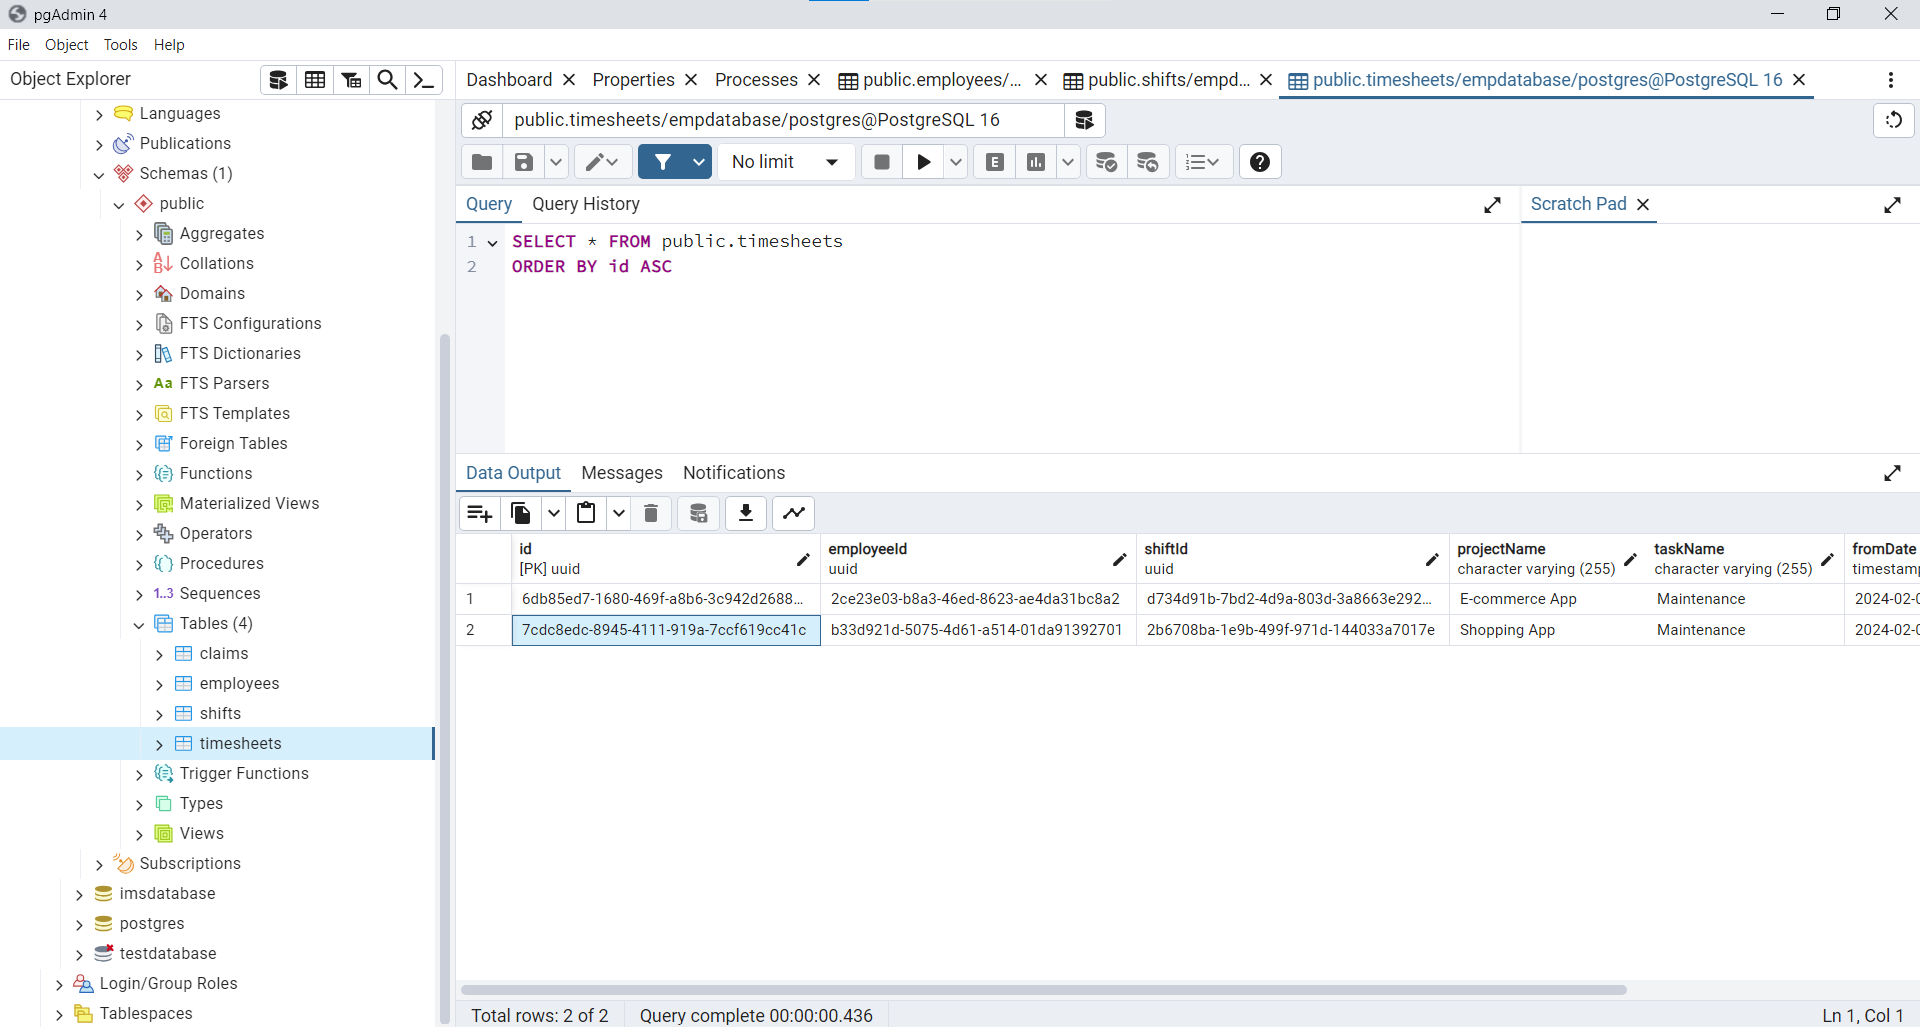 pgAdmin 4
File Object Tools Help
Object Explorer
Languages
Publications
Schemas (1)
public
Aggregates
Collations
Domains
FTS Configurations
FTS Dictionaries
Aa FTS Parsers
FTS Templates
Foreign Tables
Functions
Materialized Views
Operators
Procedures
1..3 Sequences
Tables (4)
claims
employees
shifts
timesheets
Trigger Functions
Types
Views
Subscriptions
imsdatabase
postgres
testdatabase
Login/Group Roles
Tablespaces
Dashboard Properties Processes public.employees/... public.shifts/empd... public.timesheets/empdatabase/postgres@PostgreSQL 16
public.timesheets/empdatabase/postgres@PostgreSQL 16
No limit E
Query Query History Scratch Pad
1 SELECT * FROM public.timesheets
2 ORDER BY id ASC
Data Output Messages Notifications
id employeeId shiftId projectName taskName fromDate
[PK] uuid uuid uuid character varying (255) character varying (255) timestamp
1 6db85ed7-1680-469f-a8b6-3c942d2688... 2ce23e03-b8a3-46ed-8623-ae4da31bc8a2 d734d91b-7bd2-4d9a-803d-3a8663e292... E-commerce App Maintenance 2024-02-0
2 7cdc8edc-8945-4111-919a-7ccf619cc41c b33d921d-5075-4d61-a514-01da91392701 2b6708ba-1e9b-499f-971d-144033a7017e Shopping App Maintenance 2024-02-0
Total rows: 2 of 2 Query complete 00:00:00.436 Ln 1, Col 1